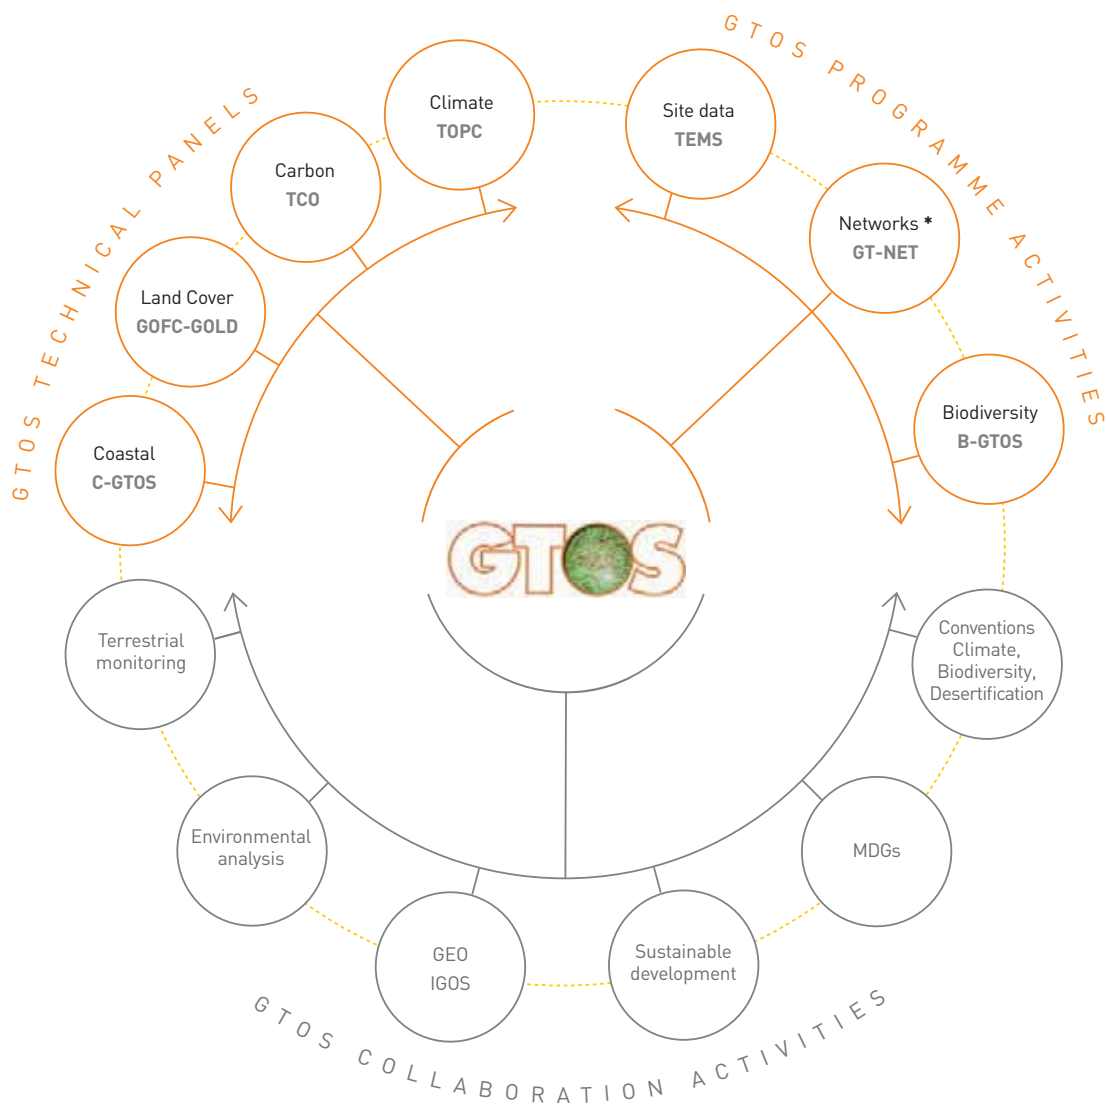 GTOS TECHNICAL PANELS
GTOS PROGRAMME ACTIVITIES
Climate
TOPC
Site data
TEMS
Carbon
TCO
Networks *
GT-NET
Land Cover
GOFC-GOLD
Biodiversity
B-GTOS
Coastal
C-GTOS
GTOS
Terrestrial
monitoring
Conventions
Climate,
Biodiversity,
Desertification
Environmental
analysis
MDGs
GEO
IGOS
Sustainable
development
GTOS COLLABORATION ACTIVITIES